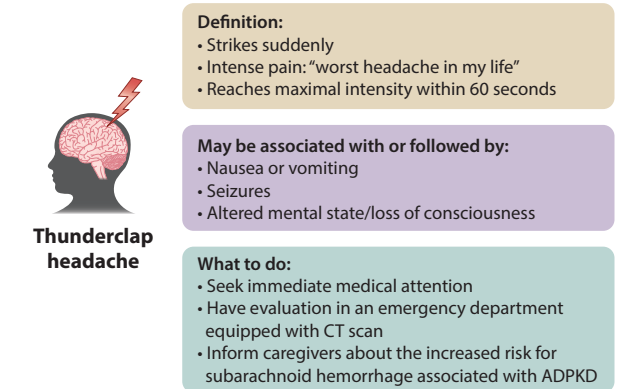 Thunderclap
headache
Definition:
• Strikes suddenly
• Intense pain: “worst headache in my life”
• Reaches maximal intensity within 60 seconds
May be associated with or followed by:
• Nausea or vomiting
• Seizures
• Altered mental state/loss of consciousness
What to do:
• Seek immediate medical attention
• Have evaluation in an emergency department
equipped with CT scan
• Inform caregivers about the increased risk for
subarachnoid hemorrhage associated with ADPKD